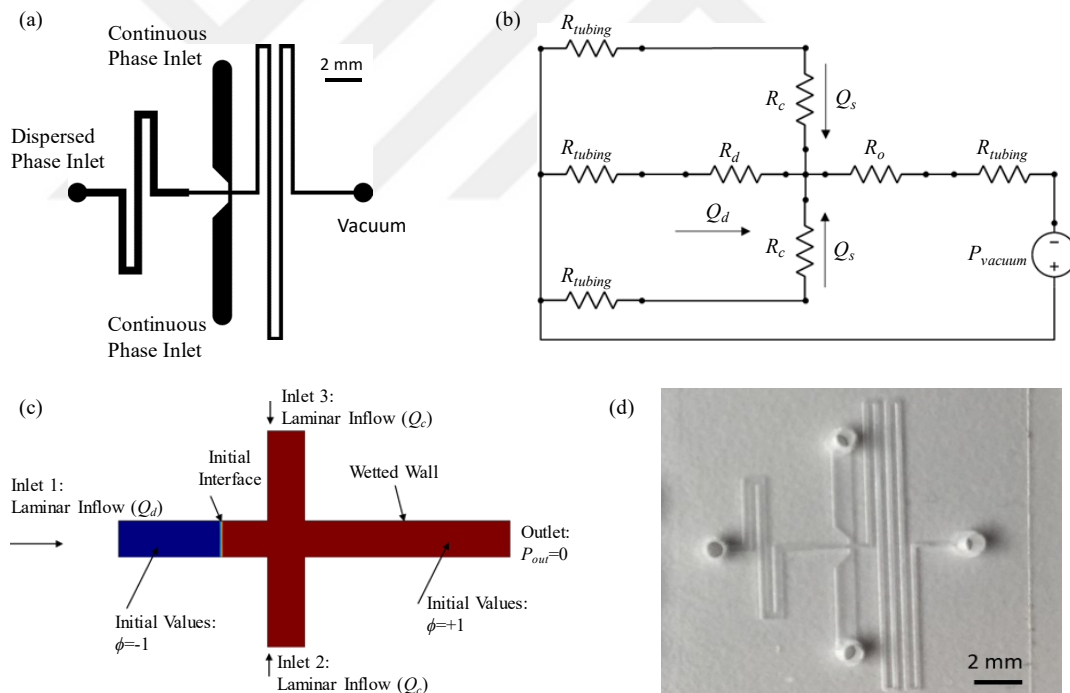 (a)
Continuous
Phase Inlet
2 mm
Dispersed
Phase Inlet
Vacuum
Continuous
Phase Inlet
(b)
R_tubing
R_c
Q_s
R_tubing
R_d
R_o
R_tubing
Q_d
R_c
Q_s
P_vacuum
R_tubing
(c)
Inlet 3:
Laminar Inflow (Q_c)
Initial
Interface
Wetted Wall
Inlet 1:
Laminar Inflow (Q_d)
Outlet:
P_out=0
Initial Values:
ϕ=-1
Initial Values:
ϕ=+1
Inlet 2:
Laminar Inflow (Q_c)
(d)
2 mm